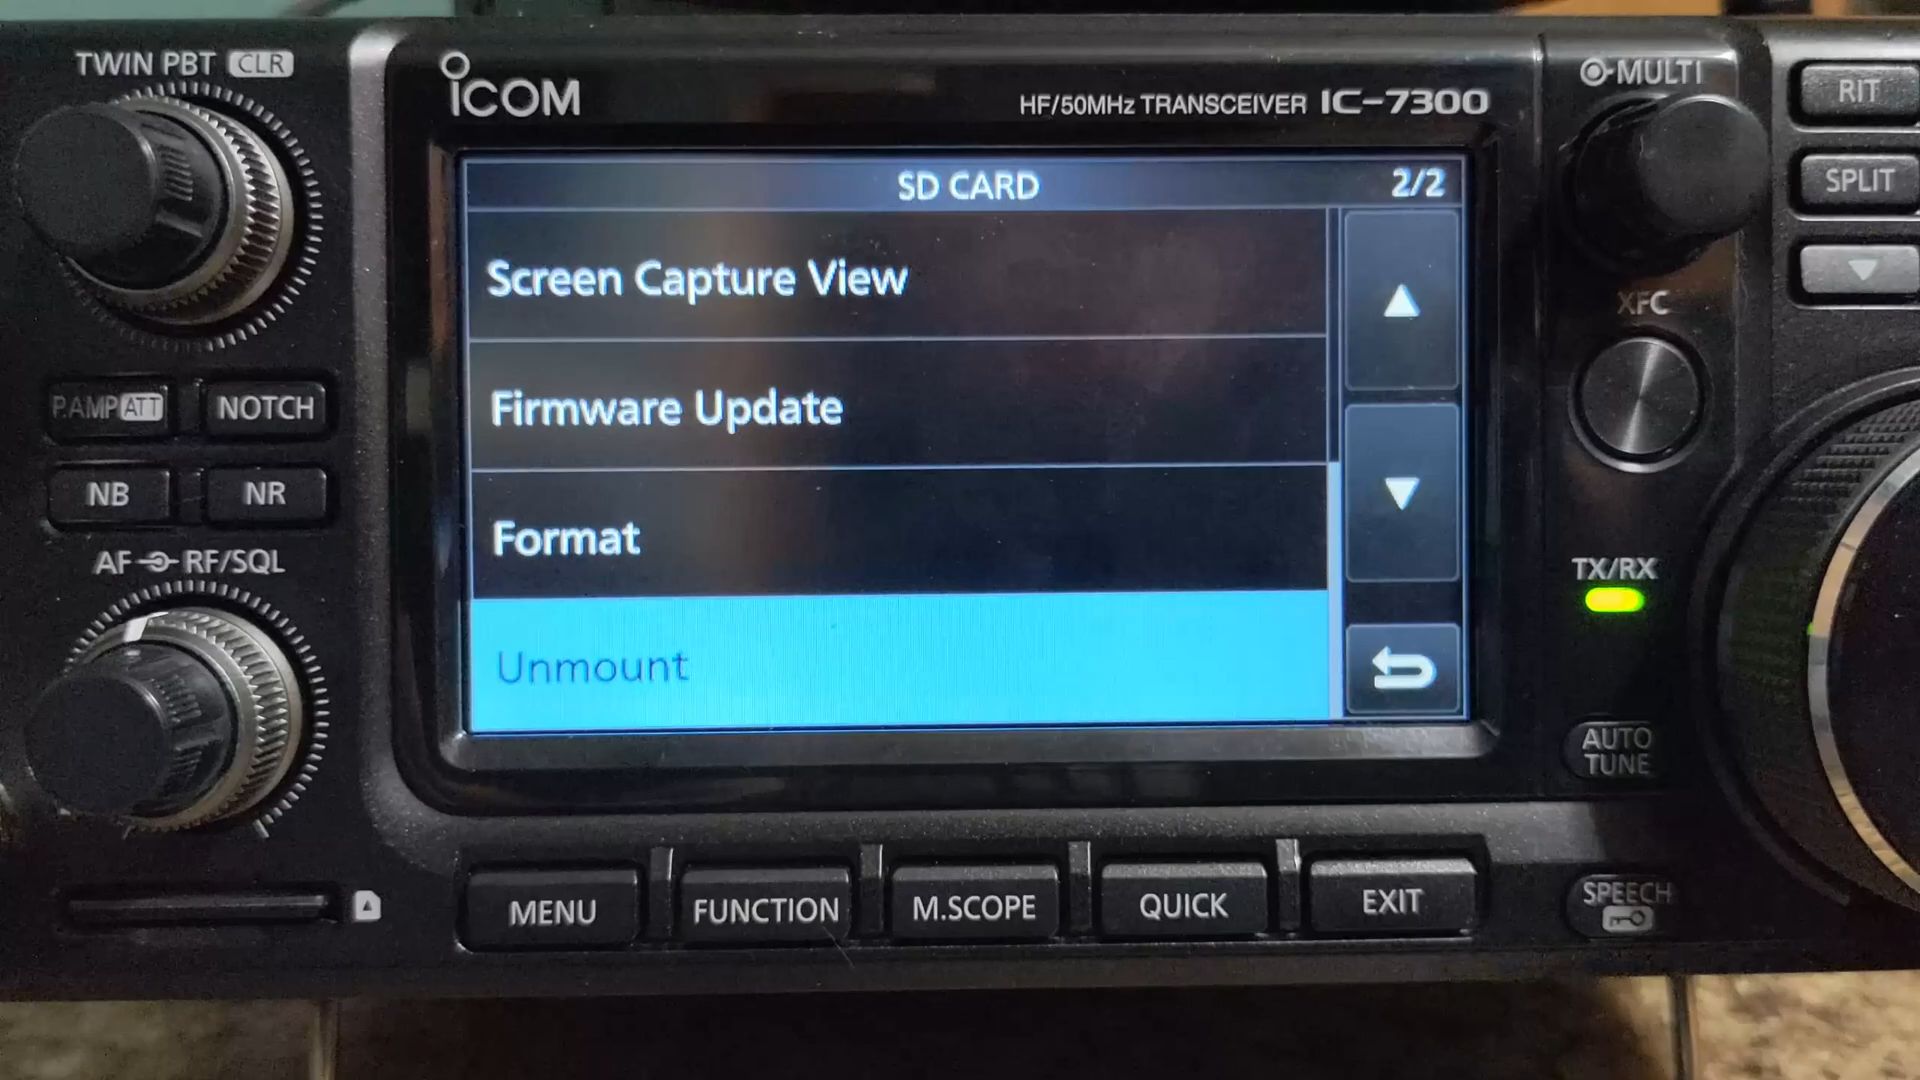 TWIN PBT CLR
ICOM
HF/50MHz TRANSCEIVER IC-7300
MULTI
RIT
SD CARD 2/2
SPLIT
Screen Capture View
XFC
P.AMP ATT NOTCH
Firmware Update
NB NR
Format
AF RF/SQL
TX/RX
Unmount
AUTO
TUNE
MENU FUNCTION M.SCOPE QUICK EXIT
SPEECH